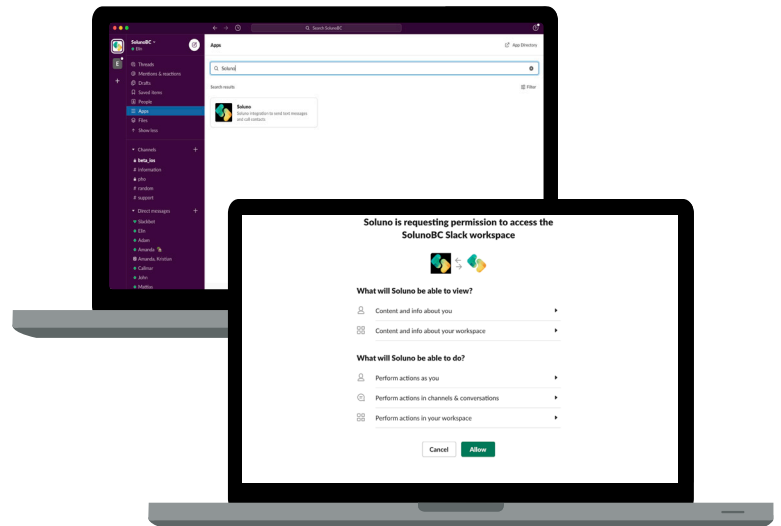 Search SolunoBC
SolunoBC
Elin
Apps
App Directory
E
Threads
Mentions & reactions
Drafts
Saved items
People
Apps
Files
Show less
Soluno
Search results
Filter
Soluno
Soluno integration to send text messages
and call contacts
Channels
beta_ios
# information
pho
# random
# support
Direct messages
Slackbot
Elin
Adam
Amanda
Amanda, Kristian
Calimar
John
Mattias
Soluno is requesting permission to access the
SolunoBC Slack workspace
What will Soluno be able to view?
Content and info about you
Content and info about your workspace
What will Soluno be able to do?
Perform actions as you
Perform actions in channels & conversations
Perform actions in your workspace
Cancel
Allow